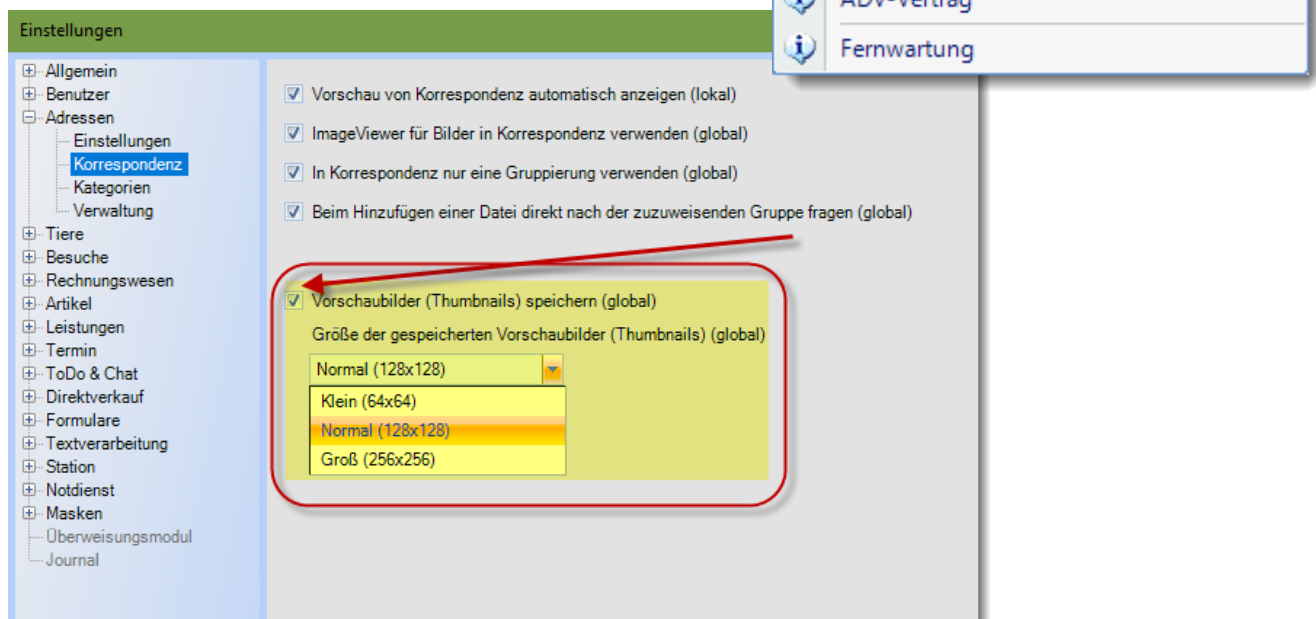 ADV-Vertrag
Fernwartung
Einstellungen
Allgemein
Benutzer
Adressen
Einstellungen
Korrespondenz
Kategorien
Verwaltung
Tiere
Besuche
Rechnungswesen
Artikel
Leistungen
Termin
ToDo & Chat
Direktverkauf
Formulare
Textverarbeitung
Station
Notdienst
Masken
Überweisungsmodul
Journal
Vorschau von Korrespondenz automatisch anzeigen (lokal)
ImageViewer für Bilder in Korrespondenz verwenden (global)
In Korrespondenz nur eine Gruppierung verwenden (global)
Beim Hinzufügen einer Datei direkt nach der zuzuweisenden Gruppe fragen (global)
Vorschaubilder (Thumbnails) speichern (global)
Größe der gespeicherten Vorschaubilder (Thumbnails) (global)
Normal (128x128)
Klein (64x64)
Normal (128x128)
Groß (256x256)